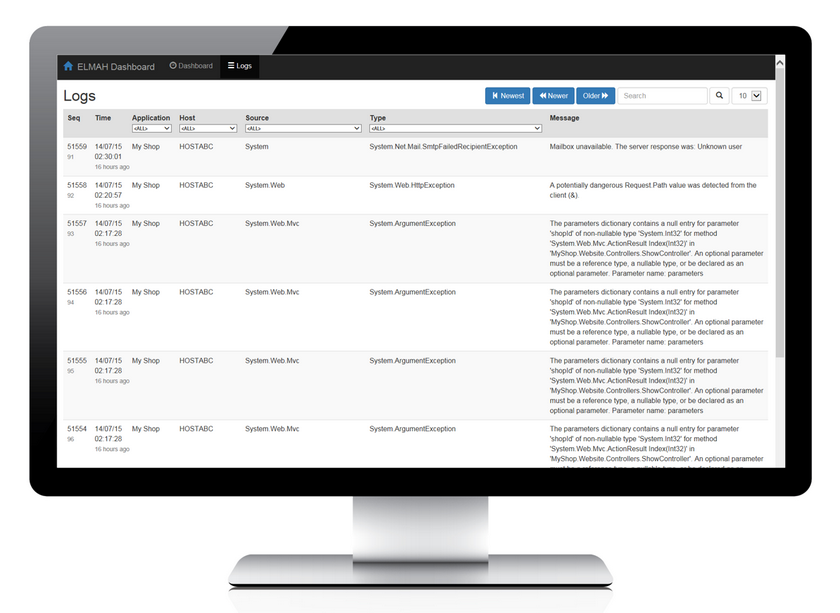 ELMAH Dashboard Dashboard Logs
Logs Newest Newer Older Search 10
Seq Time Application Host Source Type Message
<ALL> <ALL> <ALL> <ALL>
51559 14/07/15 My Shop HOSTABC System System.Net.Mail.SmtpFailedRecipientException Mailbox unavailable. The server response was: Unknown user
91 02:30:01
16 hours ago
51558 14/07/15 My Shop HOSTABC System.Web System.Web.HttpException A potentially dangerous Request.Path value was detected from the
92 02:20:57 client (&).
16 hours ago
51557 14/07/15 My Shop HOSTABC System.Web.Mvc System.ArgumentException The parameters dictionary contains a null entry for parameter
93 02:17:28 'shopId' of non-nullable type 'System.Int32' for method
16 hours ago 'System.Web.Mvc.ActionResult Index(Int32)' in
'MyShop.Website.Controllers.ShowController'. An optional parameter
must be a reference type, a nullable type, or be declared as an
optional parameter. Parameter name: parameters
51556 14/07/15 My Shop HOSTABC System.Web.Mvc System.ArgumentException The parameters dictionary contains a null entry for parameter
94 02:17:28 'shopId' of non-nullable type 'System.Int32' for method
16 hours ago 'System.Web.Mvc.ActionResult Index(Int32)' in
'MyShop.Website.Controllers.ShowController'. An optional parameter
must be a reference type, a nullable type, or be declared as an
optional parameter. Parameter name: parameters
51555 14/07/15 My Shop HOSTABC System.Web.Mvc System.ArgumentException The parameters dictionary contains a null entry for parameter
95 02:17:28 'shopId' of non-nullable type 'System.Int32' for method
16 hours ago 'System.Web.Mvc.ActionResult Index(Int32)' in
'MyShop.Website.Controllers.ShowController'. An optional parameter
must be a reference type, a nullable type, or be declared as an
optional parameter. Parameter name: parameters
51554 14/07/15 My Shop HOSTABC System.Web.Mvc System.ArgumentException The parameters dictionary contains a null entry for parameter
96 02:17:28 'shopId' of non-nullable type 'System.Int32' for method
16 hours ago 'System.Web.Mvc.ActionResult Index(Int32)' in
'MyShop.Website.Controllers.ShowController'. An optional parameter